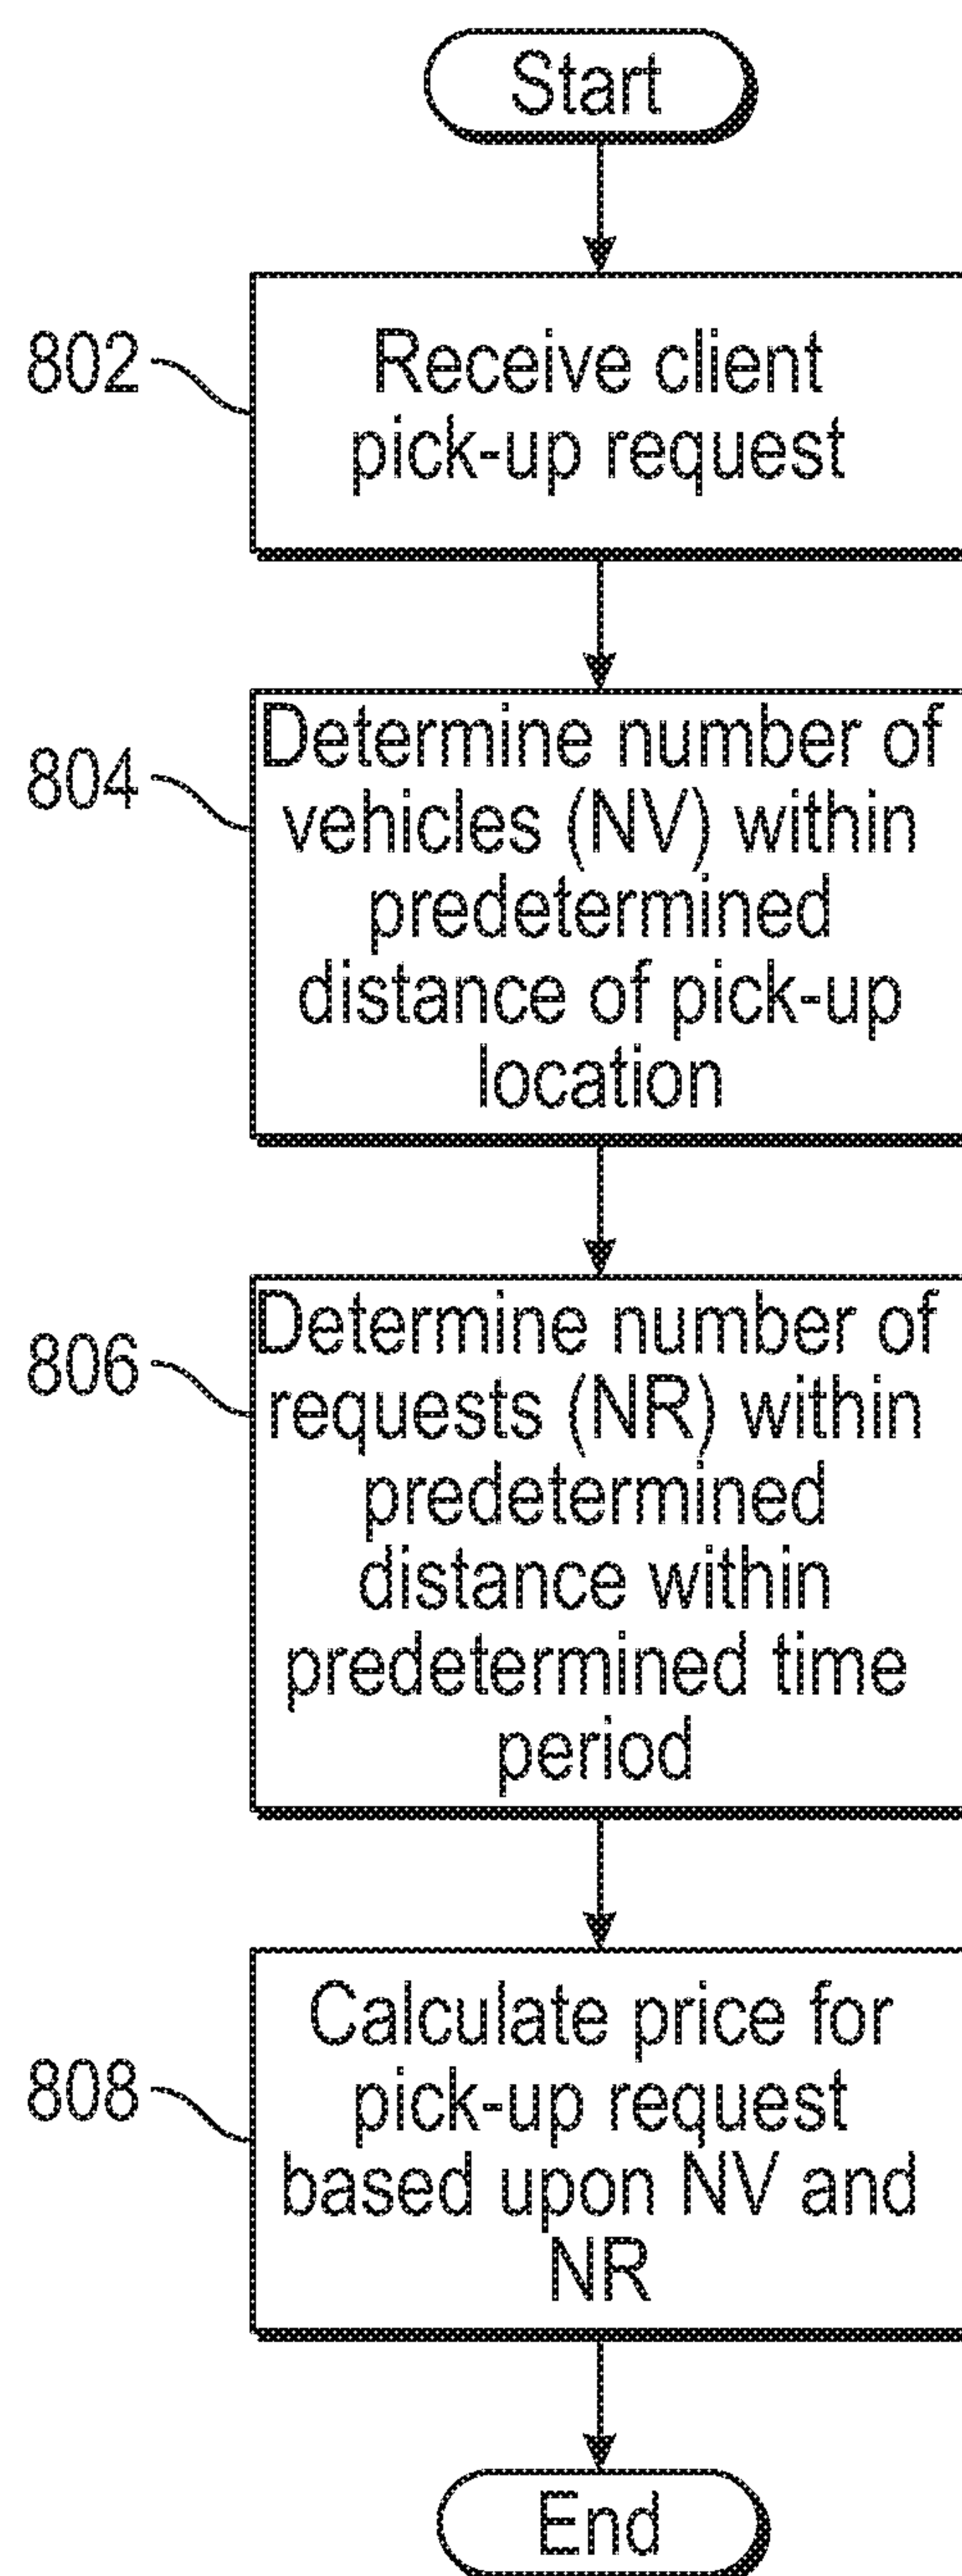 Start
802
Receive client
pick-up request
804
Determine number of
vehicles (NV) within
predetermined
distance of pick-up
location
806
Determine number of
requests (NR) within
predetermined
distance within
predetermined time
period
808
Calculate price for
pick-up request
based upon NV and
NR
End